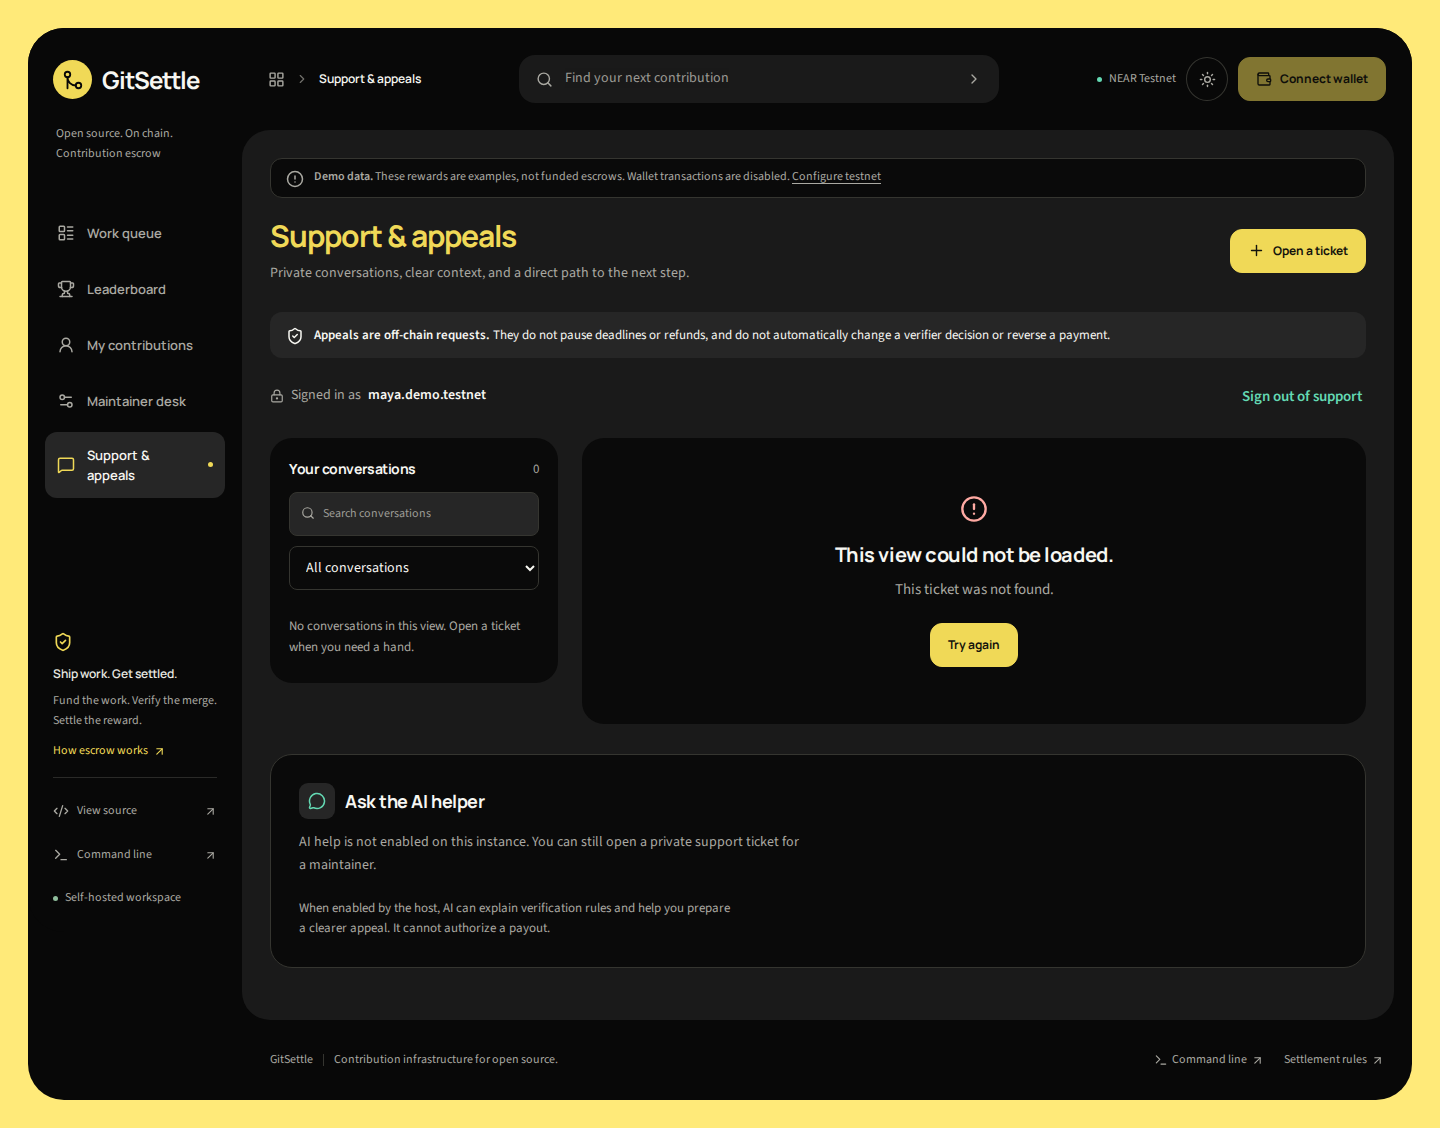 GitSettle
Support & appeals
Find your next contribution
NEAR Testnet
Connect wallet
Open source. On chain.
Contribution escrow
Work queue
Leaderboard
My contributions
Maintainer desk
Support &
appeals
Ship work. Get settled.
Fund the work. Verify the merge.
Settle the reward.
How escrow works
View source
Command line
Self-hosted workspace
Demo data. These rewards are examples, not funded escrows. Wallet transactions are disabled. Configure testnet
Support & appeals
Private conversations, clear context, and a direct path to the next step.
Open a ticket
Appeals are off-chain requests. They do not pause deadlines or refunds, and do not automatically change a verifier decision or reverse a payment.
Signed in as maya.demo.testnet
Sign out of support
Your conversations 0
Search conversations
All conversations
No conversations in this view. Open a ticket
when you need a hand.
This view could not be loaded.
This ticket was not found.
Try again
Ask the AI helper
AI help is not enabled on this instance. You can still open a private support ticket for
a maintainer.
When enabled by the host, AI can explain verification rules and help you prepare
a clearer appeal. It cannot authorize a payout.
GitSettle
Contribution infrastructure for open source.
Command line
Settlement rules